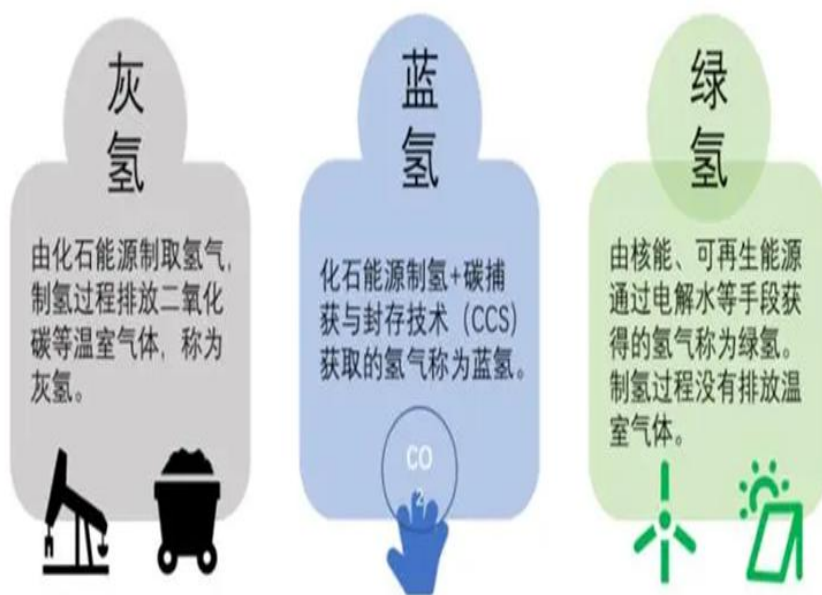 灰
氢
由化石能源制取氢气,
制氢过程排放二氧化
碳等温室气体，称为
灰氢。
蓝
氢
化石能源制氢+碳捕
获与封存技术（CCS）
获取的氢气称为蓝氢。
CO
2
绿
氢
由核能、可再生能源
通过电解水等手段获
得的氢气称为绿氢。
制氢过程没有排放温
室气体。